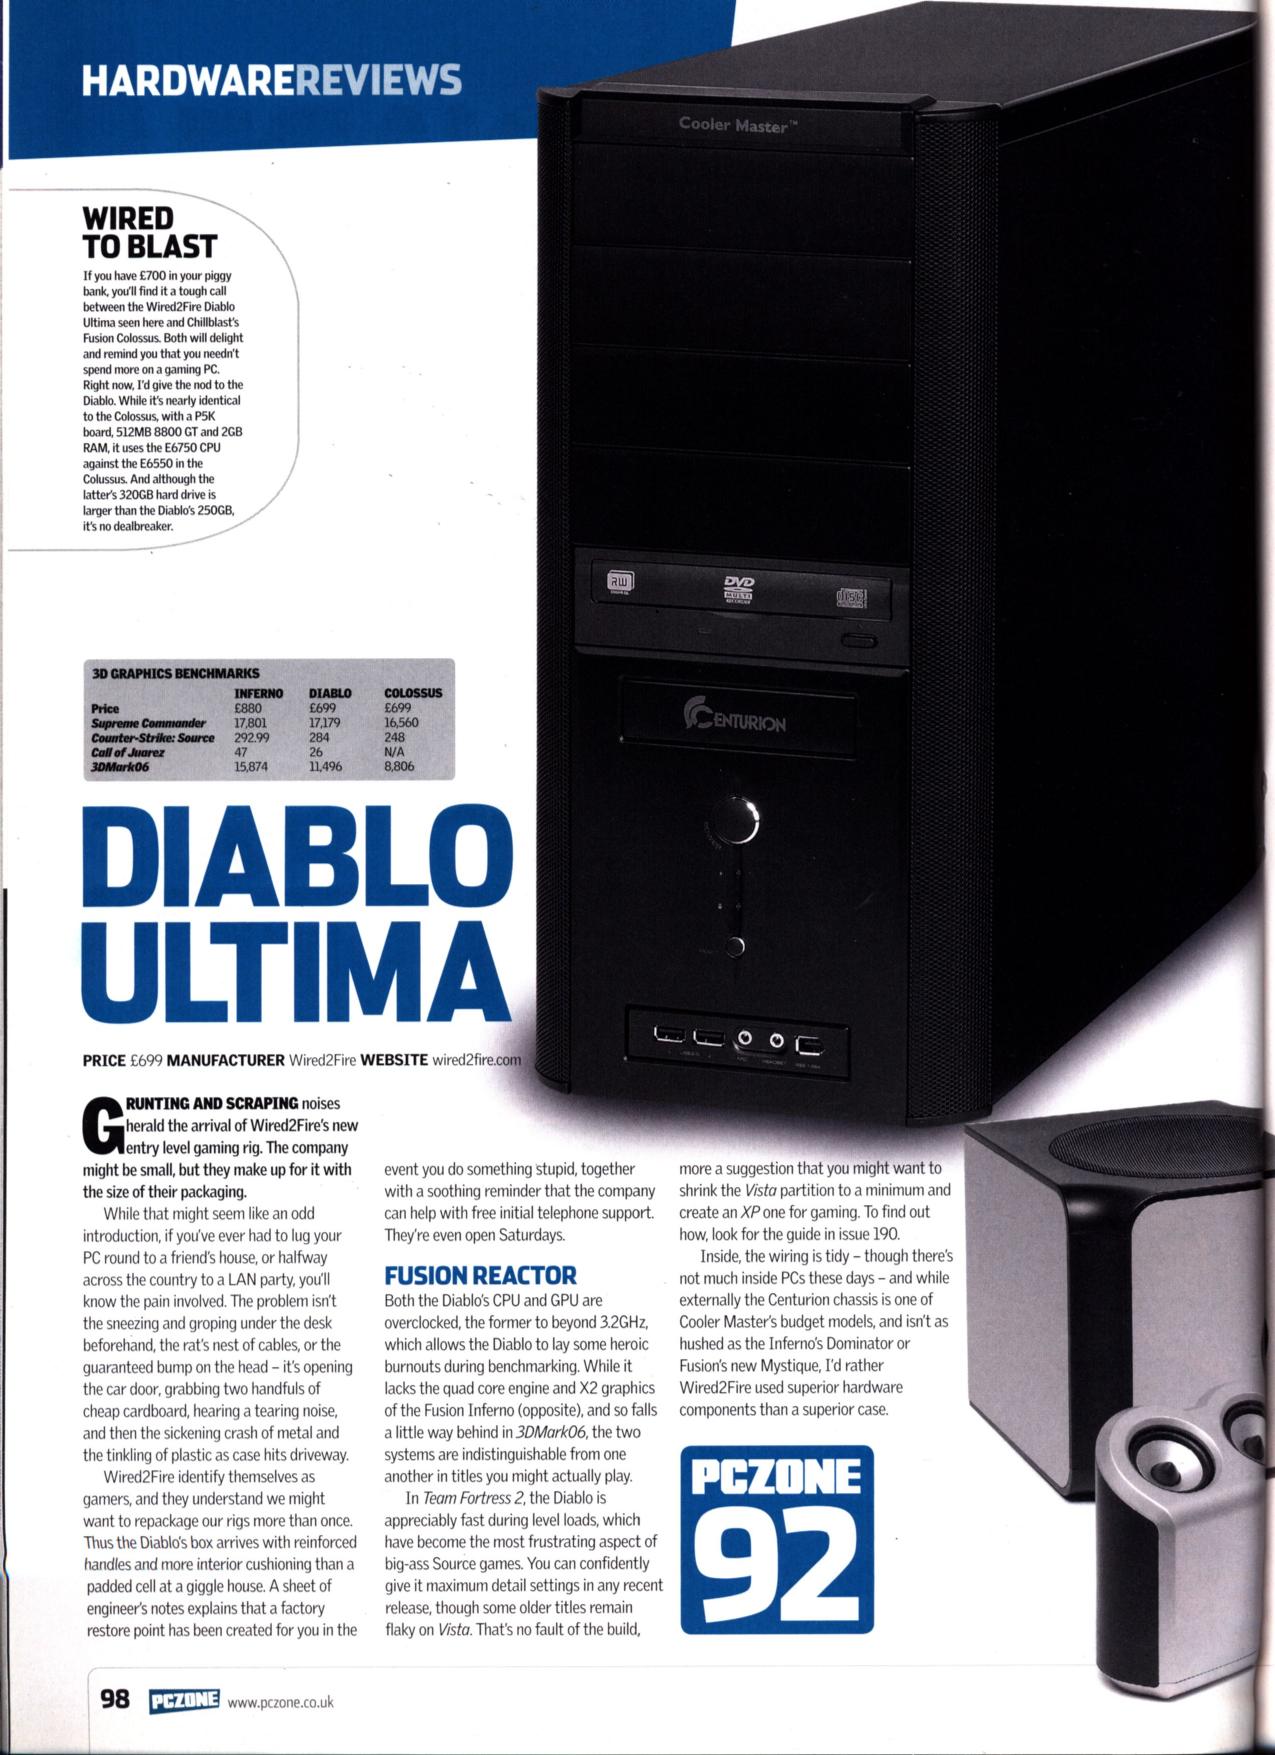 HARDWAREREVIEWS
WIRED
TO BLAST
If you have £700 in your piggy
bank, you'll find it a tough call
between the Wired2Fire Diablo
Ultima seen here and Chillblast's
Fusion Colossus. Both will delight
and remind you that you needn't
spend more on a gaming PC.
Right now, I'd give the nod to the
Diablo. While it's nearly identical
to the Colossus, with a P5K
board, 512MB 8800 GT and 2GB
RAM, it uses the E6750 CPU
against the E6550 in the
Colussus. And although the
latter's 320GB hard drive is
larger than the Diablo's 250GB,
it's no dealbreaker.
Cooler Master™
RW
DVD
MULTI
RECORDER
disc
CENTURION
3D GRAPHICS BENCHMARKS
INFERNO DIABLO COLOSSUS
Price £880 £699 £699
Supreme Commander 17,801 17,179 16,560
Counter-Strike: Source 292.99 284 248
Call of Juarez 47 26 N/A
3DMark06 15,874 11,496 8,806
DIABLO
ULTIMA
PRICE £699 MANUFACTURER Wired2Fire WEBSITE wired2fire.com
GRUNTING AND SCRAPING noises
herald the arrival of Wired2Fire's new
entry level gaming rig. The company
might be small, but they make up for it with
the size of their packaging.
While that might seem like an odd
introduction, if you've ever had to lug your
PC round to a friend's house, or halfway
across the country to a LAN party, you'll
know the pain involved. The problem isn't
the sneezing and groping under the desk
beforehand, the rat's nest of cables, or the
guaranteed bump on the head – it's opening
the car door, grabbing two handfuls of
cheap cardboard, hearing a tearing noise,
and then the sickening crash of metal and
the tinkling of plastic as case hits driveway.
Wired2Fire identify themselves as
gamers, and they understand we might
want to repackage our rigs more than once.
Thus the Diablo's box arrives with reinforced
handles and more interior cushioning than a
padded cell at a giggle house. A sheet of
engineer's notes explains that a factory
restore point has been created for you in the
event you do something stupid, together
with a soothing reminder that the company
can help with free initial telephone support.
They're even open Saturdays.
FUSION REACTOR
Both the Diablo's CPU and GPU are
overclocked, the former to beyond 3.2GHz,
which allows the Diablo to lay some heroic
burnouts during benchmarking. While it
lacks the quad core engine and X2 graphics
of the Fusion Inferno (opposite), and so falls
a little way behind in 3DMark06, the two
systems are indistinguishable from one
another in titles you might actually play.
In Team Fortress 2, the Diablo is
appreciably fast during level loads, which
have become the most frustrating aspect of
big-ass Source games. You can confidently
give it maximum detail settings in any recent
release, though some older titles remain
flaky on Vista. That's no fault of the build,
more a suggestion that you might want to
shrink the Vista partition to a minimum and
create an XP one for gaming. To find out
how, look for the guide in issue 190.
Inside, the wiring is tidy – though there's
not much inside PCs these days – and while
externally the Centurion chassis is one of
Cooler Master's budget models, and isn't as
hushed as the Inferno's Dominator or
Fusion's new Mystique, I'd rather
Wired2Fire used superior hardware
components than a superior case.
PCZONE
92
98 PCZONE www.pczone.co.uk